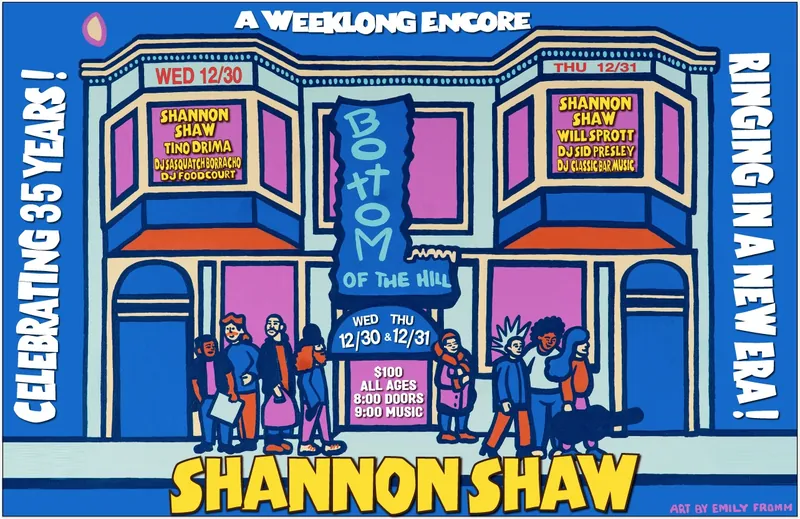 A WEEKLONG ENCORE
CELEBRATING 35 YEARS!
RINGING IN A NEW ERA!
WED 12/30
SHANNON
SHAW
TINO DRIMA
DJ SASQUATCH BORRACHO
DJ FOODCOURT
THU 12/31
SHANNON
SHAW
WILL SPROTT
DJ SID PRESLEY
DJ CLASSIC BAR MUSIC
BOttOM
OF THE HILL
WED THU
12/30 & 12/31
$100
ALL AGES
8:00 DOORS
9:00 MUSIC
SHANNON SHAW
ART BY EMILY FROMM